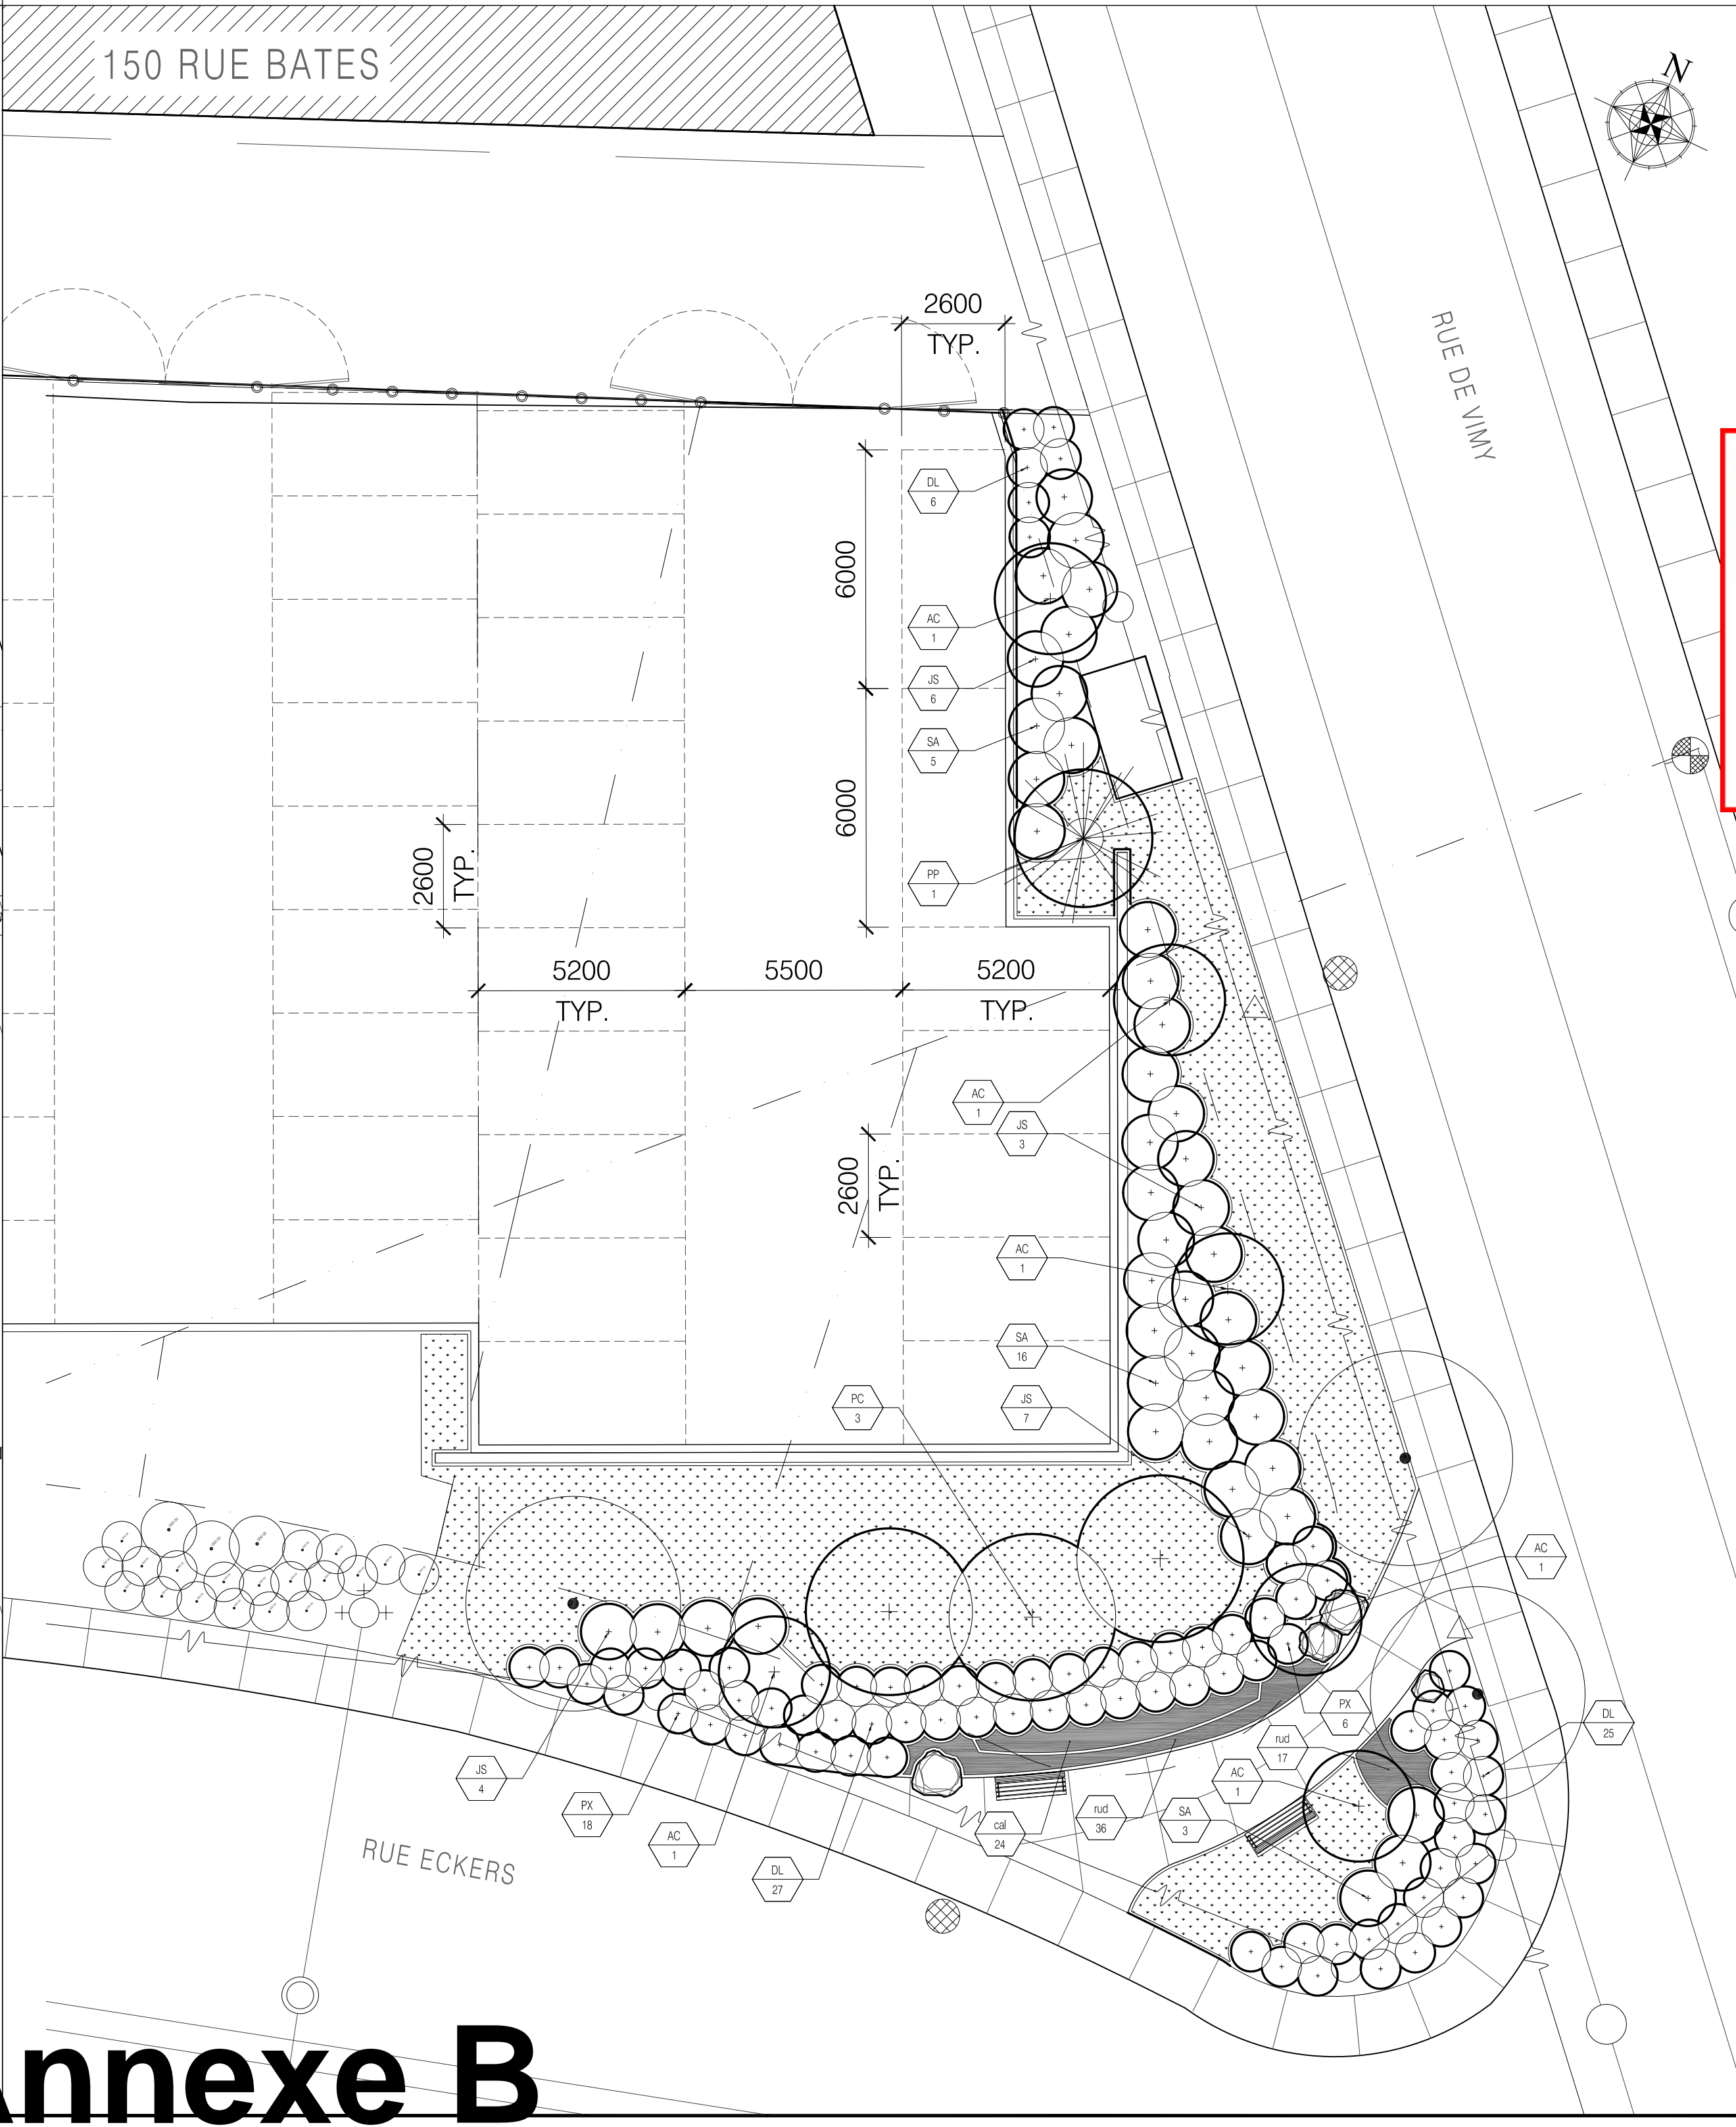 150 RUE BATES
N
RUE DE VIMY
2600
TYP.
DL
6
6000
AC
1
JS
6
SA
5
6000
2600
TYP.
PP
1
5200
TYP.
5500
5200
TYP.
AC
1
JS
3
2600
TYP.
AC
1
SA
16
PC
3
JS
7
AC
1
PX
6
DL
25
rud
17
AC
1
JS
4
PX
18
AC
1
DL
27
cal
24
rud
36
SA
3
RUE ECKERS
Annexe B